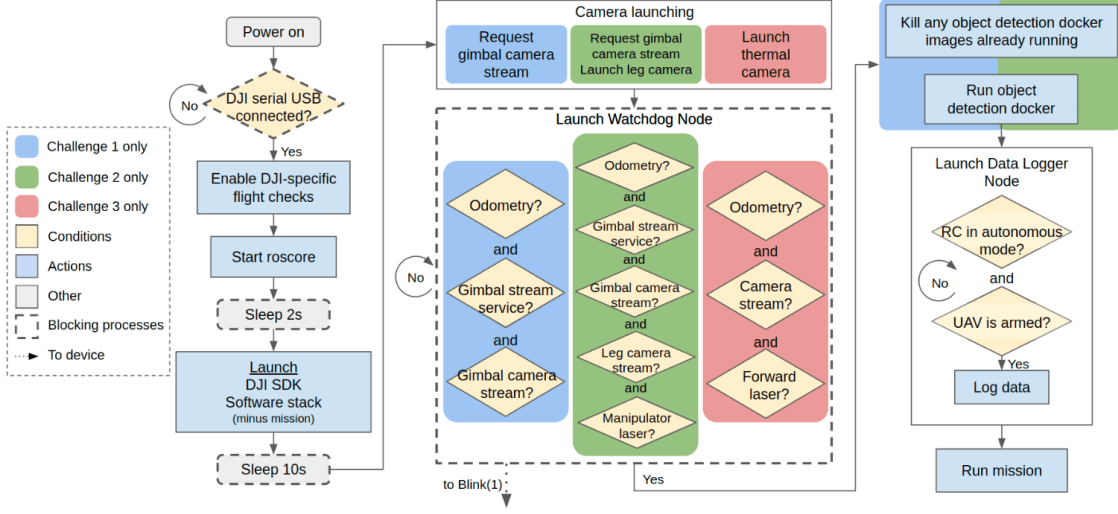 Power on
DJI serial USB
connected?
No
Yes
Enable DJI-specific
flight checks
Start roscore
Sleep 2s
Launch
DJI SDK
Software stack
(minus mission)
Sleep 10s
Challenge 1 only
Challenge 2 only
Challenge 3 only
Conditions
Actions
Other
Blocking processes
To device
Camera launching
Request
gimbal camera
stream
Request gimbal
camera stream
Launch leg camera
Launch
thermal
camera
Launch Watchdog Node
No
Odometry?
and
Gimbal stream
service?
and
Gimbal camera
stream?
Odometry?
and
Gimbal stream
service?
and
Gimbal camera
stream?
and
Leg camera
stream?
and
Manipulator
laser?
Odometry?
and
Camera
stream?
and
Forward
laser?
to Blink(1)
Yes
Kill any object detection docker
images already running
Run object
detection docker
Launch Data Logger
Node
RC in autonomous
mode?
No
and
UAV is armed?
Yes
Log data
Run mission